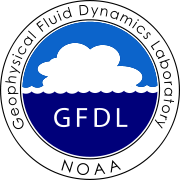 Geophysical Fluid Dynamics Laboratory
GFDL
NOAA